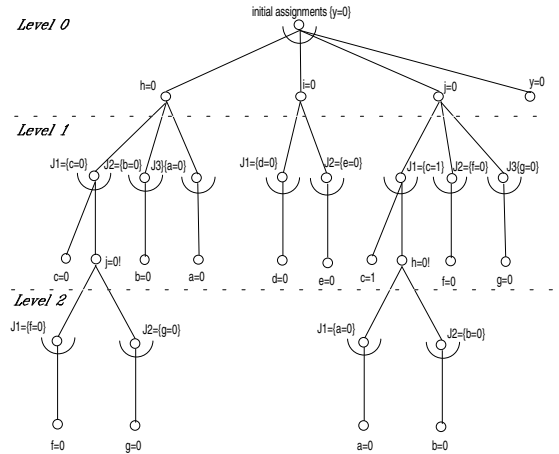 Level 0
initial assignments {y=0}
h=0
i=0
j=0
y=0
Level 1
J1={c=0}
J2={b=0}
J3}{a=0}
J1={d=0}
J2={e=0}
J1={c=1}
J2={f=0}
J3{g=0}
c=0
j=0!
b=0
a=0
d=0
e=0
c=1
h=0!
f=0
g=0
Level 2
J1={f=0}
J2={g=0}
J1={a=0}
J2={b=0}
f=0
g=0
a=0
b=0